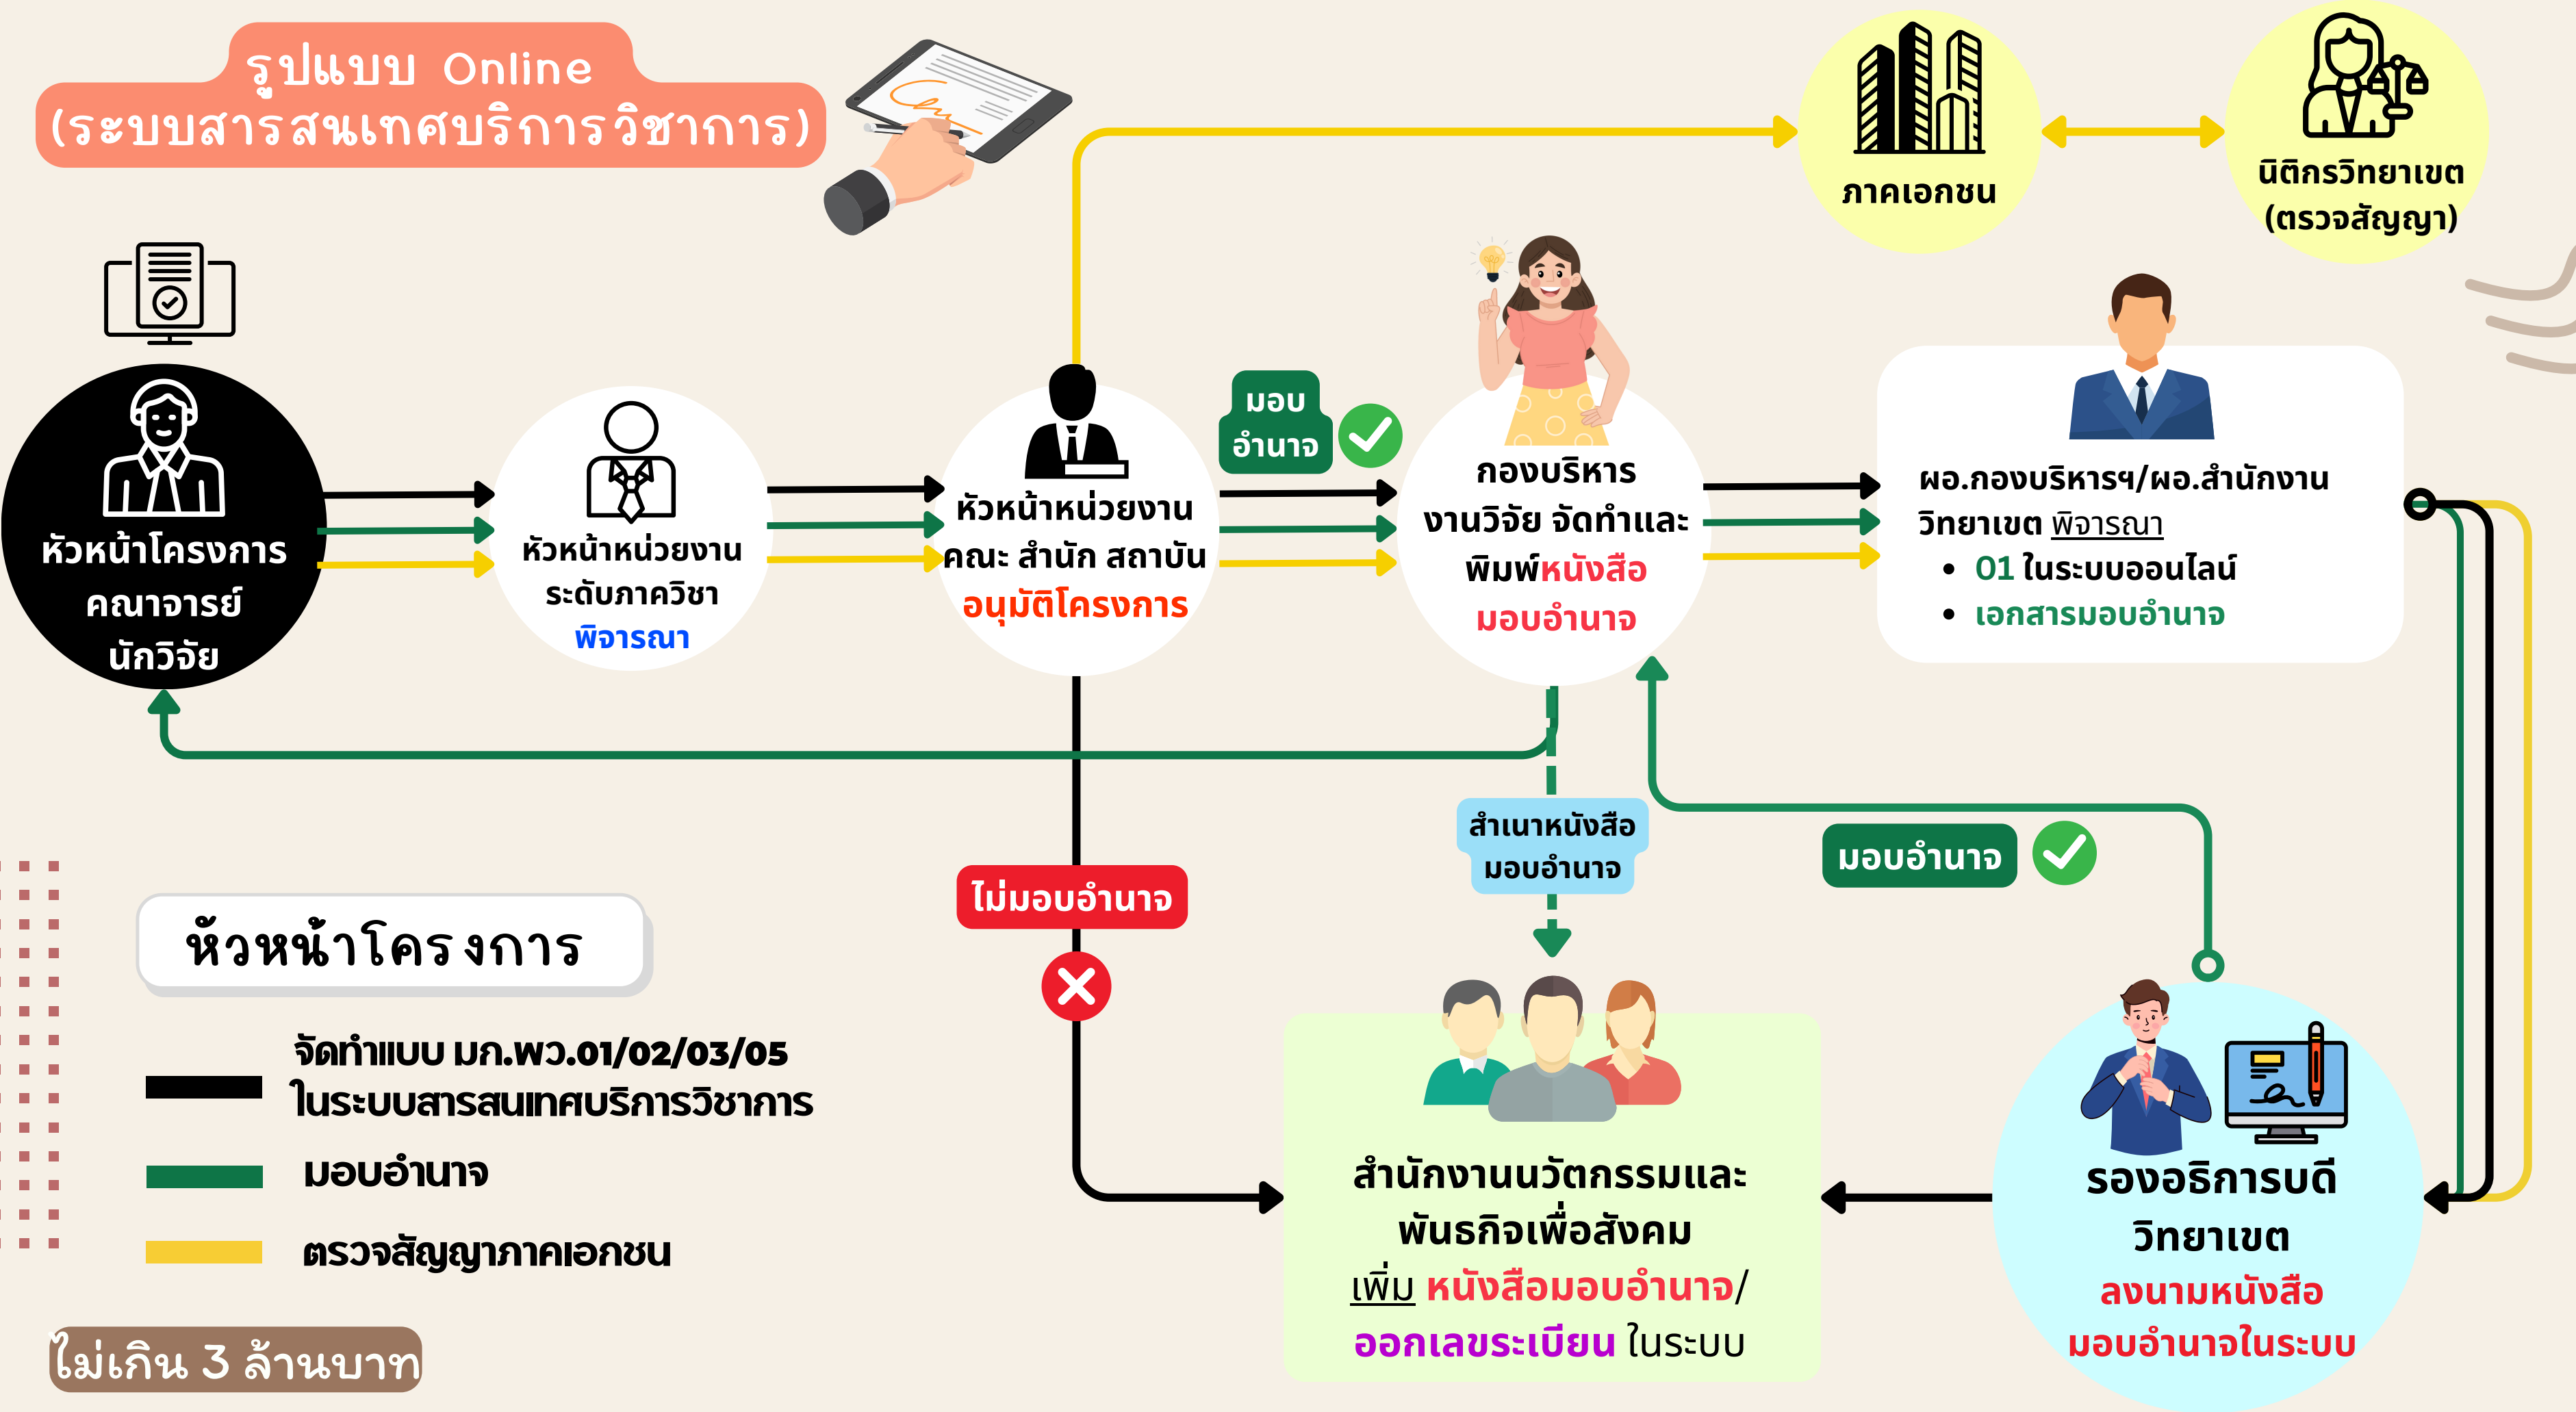 รูปแบบ Online
(ระบบสารสนเทศบริการวิชาการ)
ภาคเอกชน
นิติกรวิทยาเขต
(ตรวจสัญญา)
หัวหน้าโครงการ
คณาจารย์
นักวิจัย
หัวหน้าหน่วยงาน
ระดับภาควิชา
พิจารณา
หัวหน้าหน่วยงาน
คณะ สำนัก สถาบัน
อนุมัติโครงการ
มอบ
อำนาจ
กองบริหาร
งานวิจัย จัดทำและ
พิมพ์หนังสือ
มอบอำนาจ
ผอ.กองบริหารฯ/ผอ.สำนักงาน
วิทยาเขต พิจารณา
• 01 ในระบบออนไลน์
• เอกสารมอบอำนาจ
สำเนาหนังสือ
มอบอำนาจ
มอบอำนาจ
ไม่มอบอำนาจ
หัวหน้าโครงการ
จัดทำแบบ มก.พว.01/02/03/05
ในระบบสารสนเทศบริการวิชาการ
มอบอำนาจ
ตรวจสัญญาภาคเอกชน
ไม่เกิน 3 ล้านบาท
สำนักงานนวัตกรรมและ
พันธกิจเพื่อสังคม
เพิ่ม หนังสือมอบอำนาจ/
ออกเลขระเบียน ในระบบ
รองอธิการบดี
วิทยาเขต
ลงนามหนังสือ
มอบอำนาจในระบบ